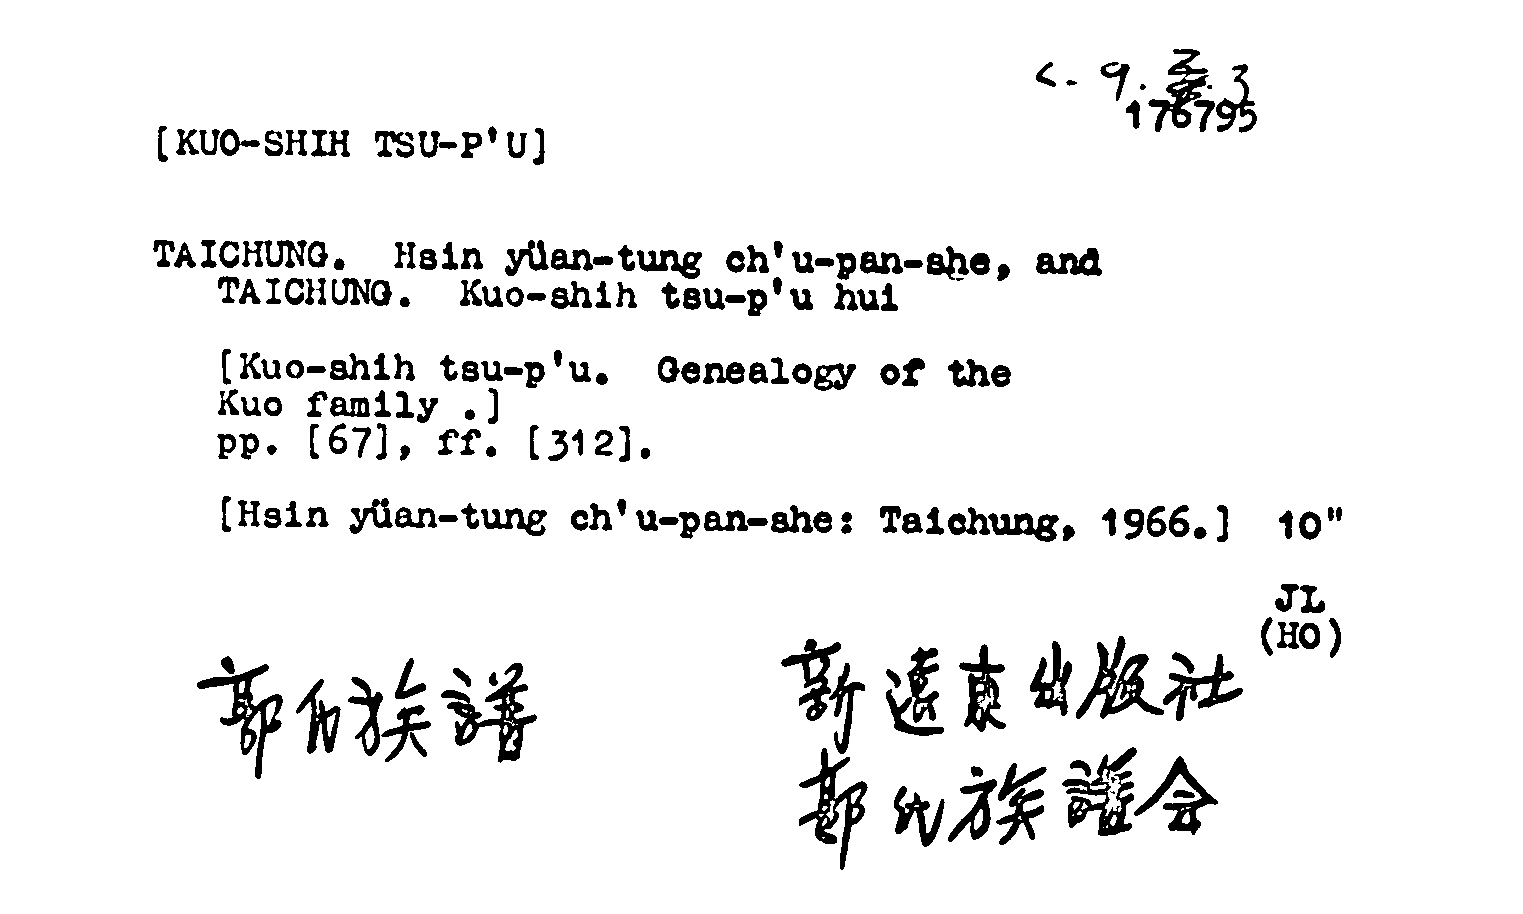 C. 9. 3
176795
[KUO-SHIH TSU-P'U]
TAICHUNG. Hsin yüan-tung ch'u-pan-she, and
TAICHUNG. Kuo-shih tsu-p'u hui
[Kuo-shih tsu-p'u. Genealogy of the
Kuo family .]
pp. [67], ff. [312].
[Hsin yüan-tung ch'u-pan-she: Taichung, 1966.] 10"
JL
(HO)
郭氏族譜
新遠東出版社
郭氏族譜会